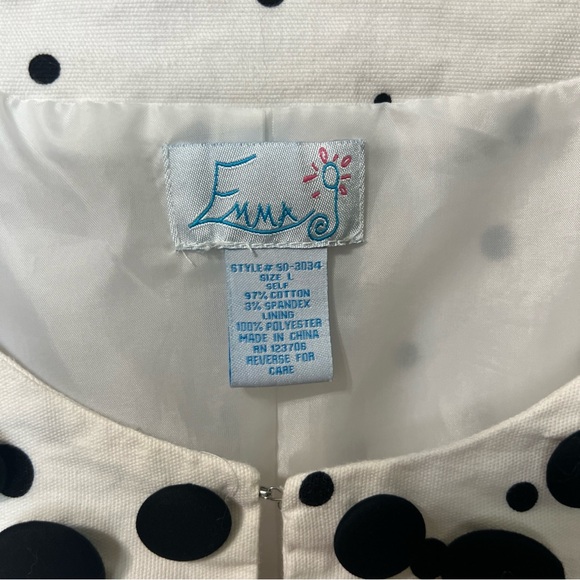 EMMA
STYLE# SO-3034
SIZE L
SELF
97% COTTON
3% SPANDEX
LINING
100% POLYESTER
MADE IN CHINA
RN 123706
REVERSE FOR
CARE